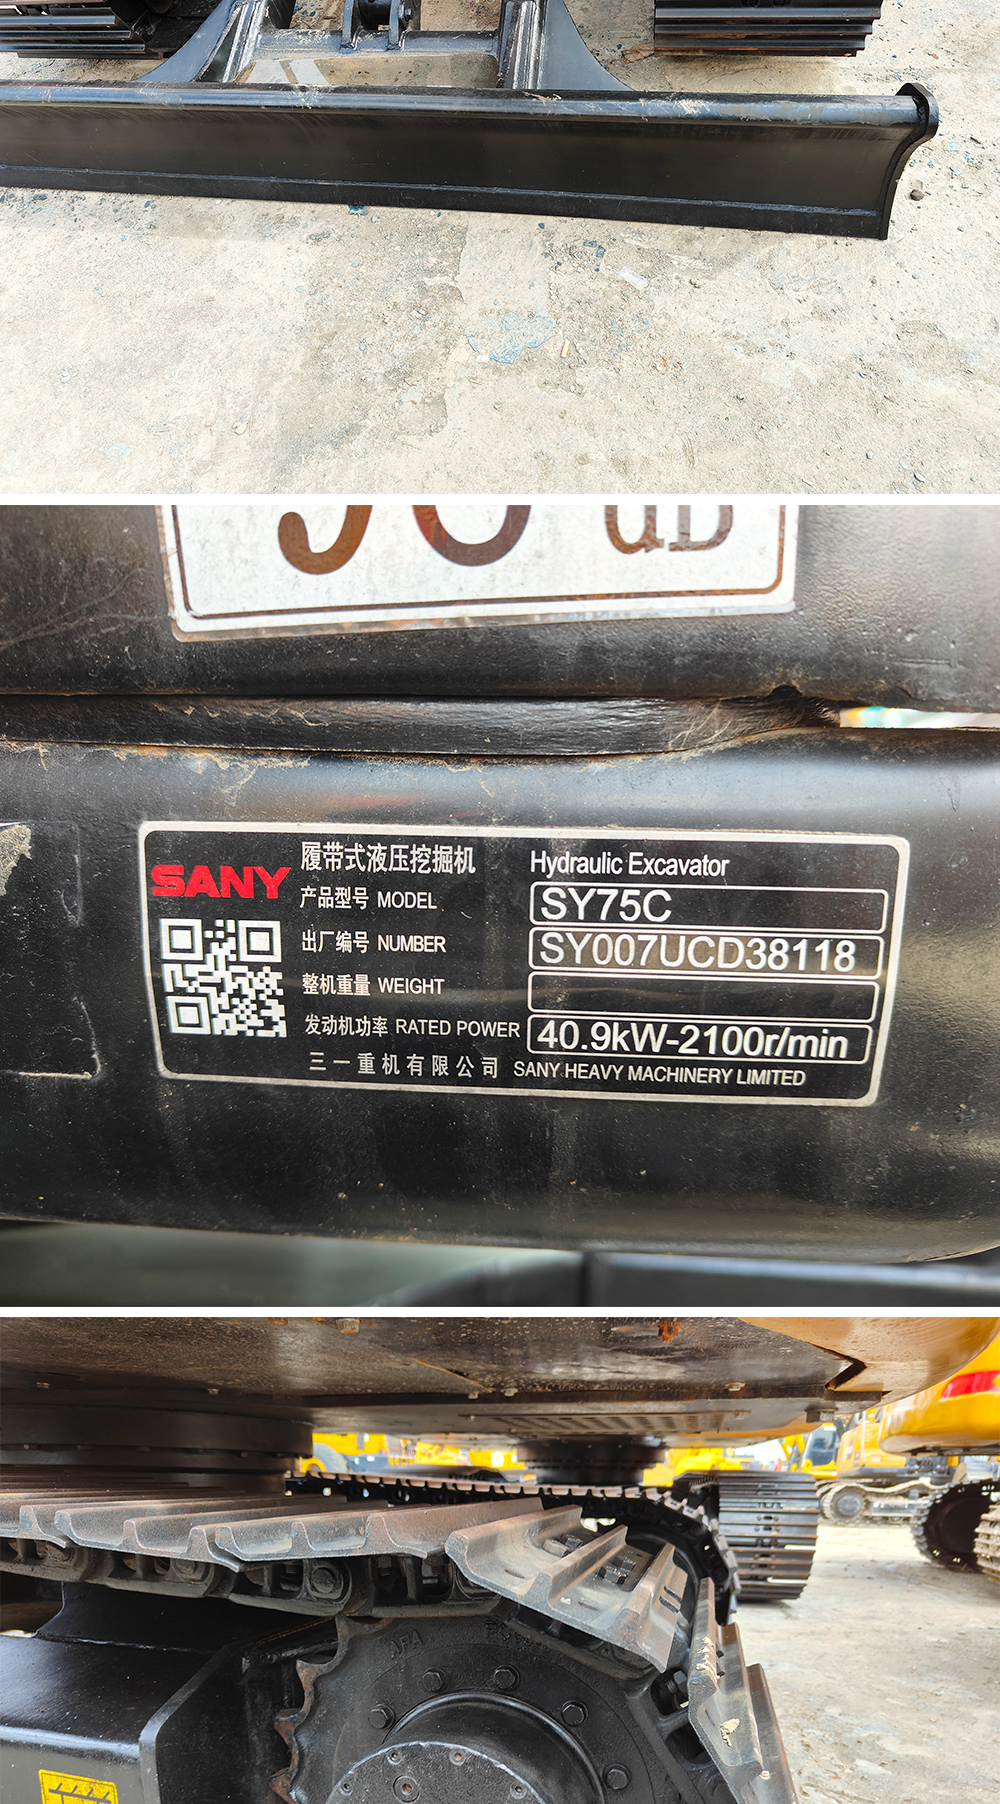 dB
SANY
履带式液压挖掘机 Hydraulic Excavator
产品型号 MODEL SY75C
出厂编号 NUMBER SY007UCD38118
整机重量 WEIGHT
发动机功率 RATED POWER 40.9kW-2100r/min
三一重机有限公司 SANY HEAVY MACHINERY LIMITED
JFA